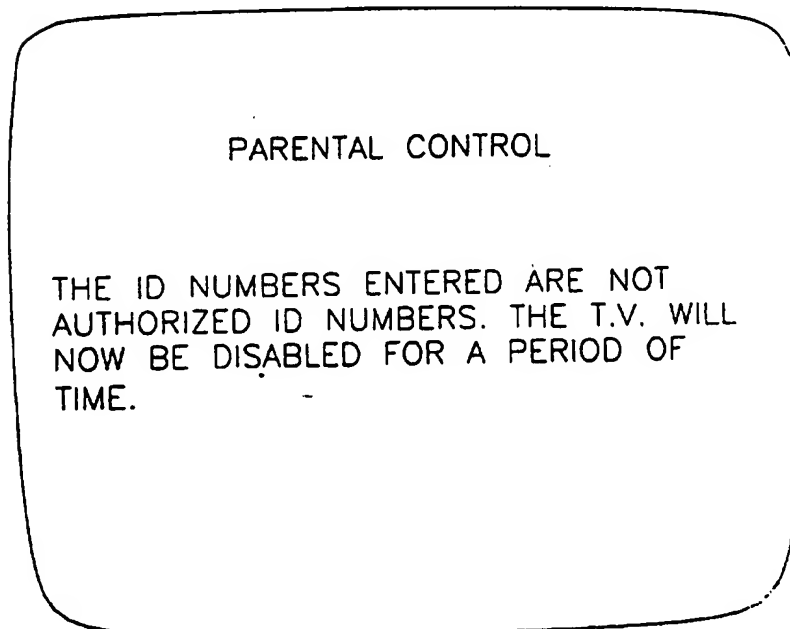 PARENTAL CONTROL
THE ID NUMBERS ENTERED ARE NOT
AUTHORIZED ID NUMBERS. THE T.V. WILL
NOW BE DISABLED FOR A PERIOD OF
TIME.